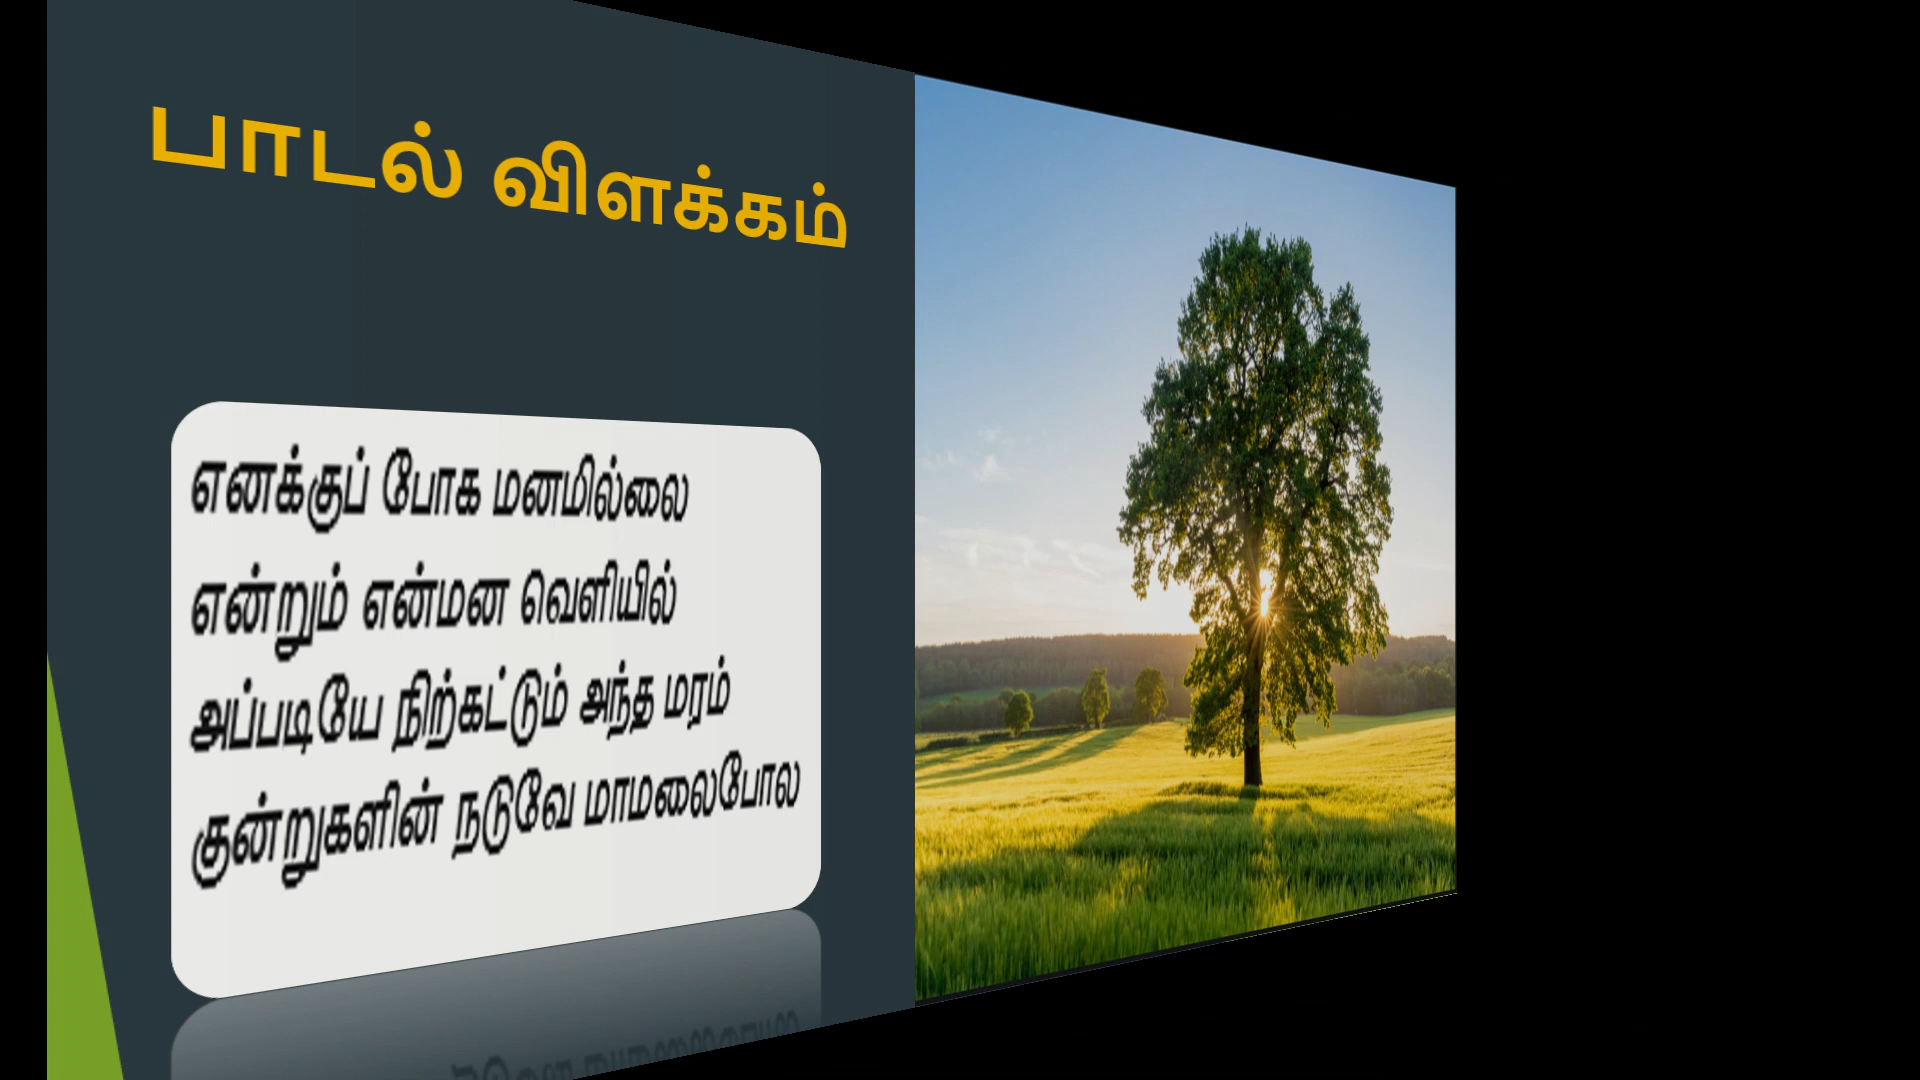 பாடல் விளக்கம்
எனக்குப் போக மனமில்லை
என்றும் என்மன வெளியில்
அப்படியே நிற்கட்டும் அந்த மரம்
குன்றுகளின் நடுவே மாமலைபோல